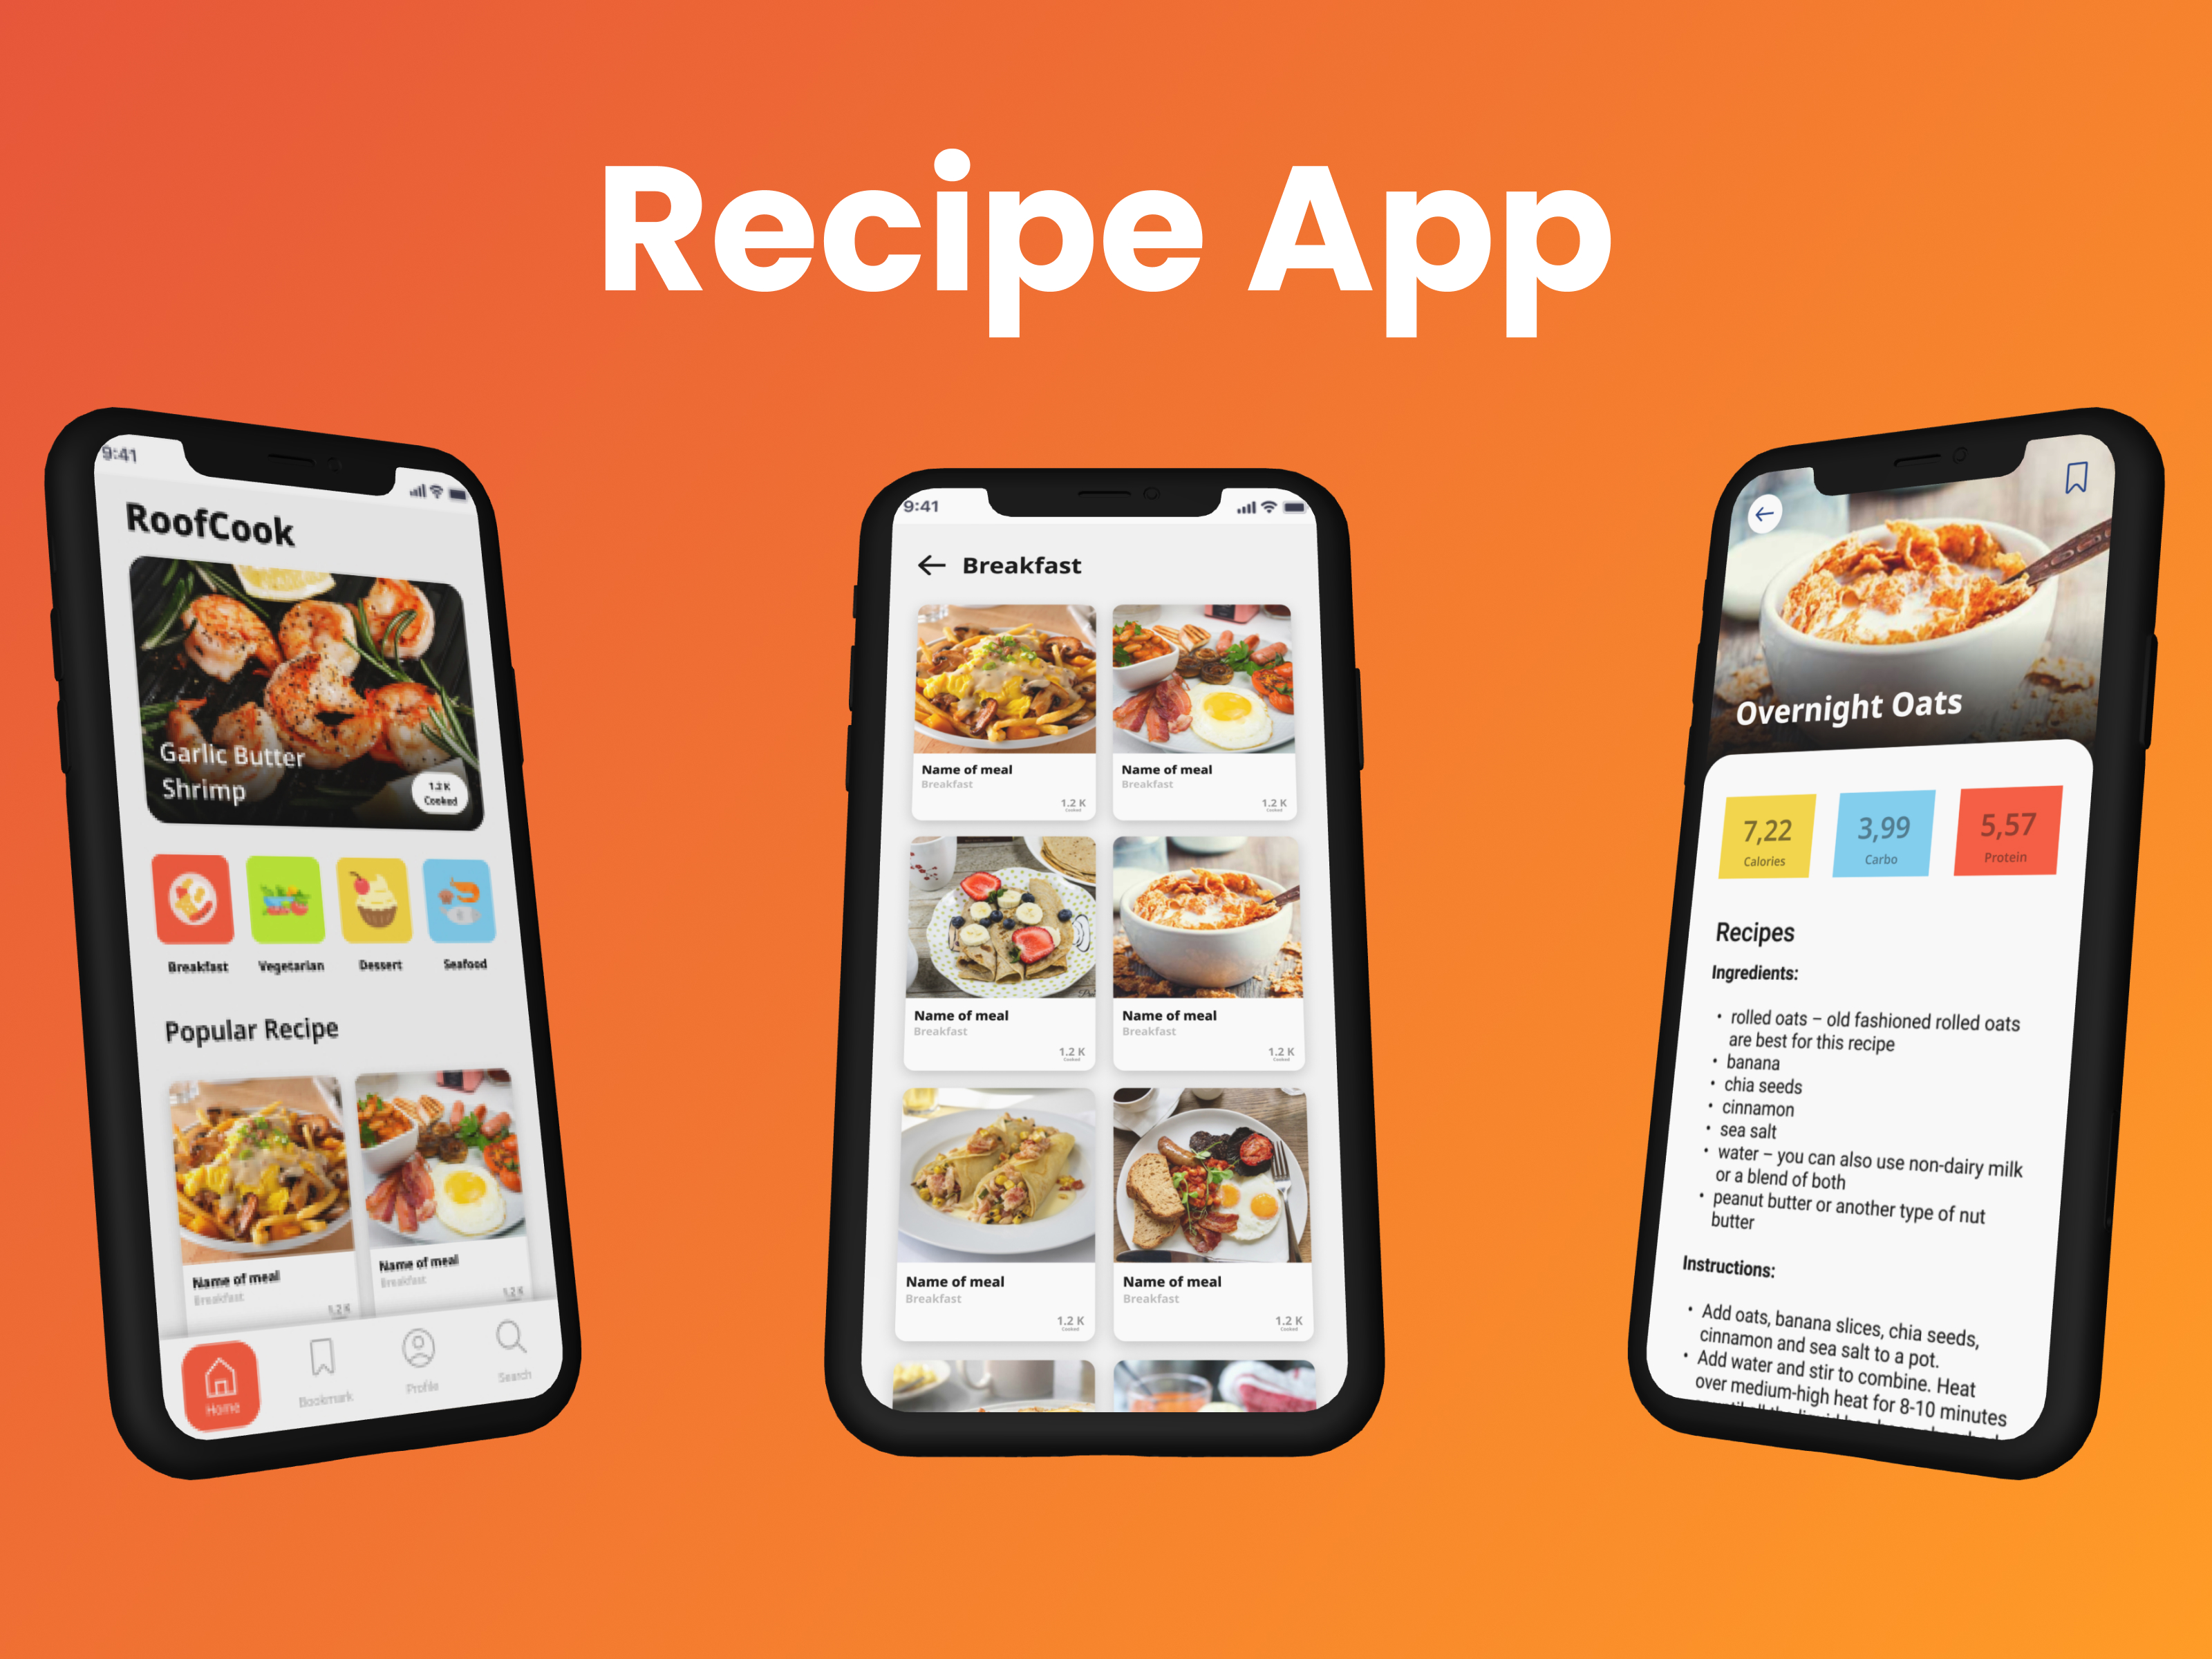 Recipe App
9:41
RoofCook
Garlic Butter
Shrimp
1.2 K
Cooked
Breakfast Vegetarian Dessert Seafood
Popular Recipe
Name of meal
Breakfast
1.2 K
Name of meal
Breakfast
1.2 K
Home Bookmark Profile Search
9:41
Breakfast
Name of meal
Breakfast
1.2 K
Cooked
Name of meal
Breakfast
1.2 K
Cooked
Name of meal
Breakfast
1.2 K
Cooked
Name of meal
Breakfast
1.2 K
Cooked
Name of meal
Breakfast
1.2 K
Cooked
Name of meal
Breakfast
1.2 K
Cooked
Overnight Oats
7,22
Calories
3,99
Carbo
5,57
Protein
Recipes
Ingredients:
• rolled oats – old fashioned rolled oats
are best for this recipe
• banana
• chia seeds
• cinnamon
• sea salt
• water – you can also use non-dairy milk
or a blend of both
• peanut butter or another type of nut
butter
Instructions:
• Add oats, banana slices, chia seeds,
cinnamon and sea salt to a pot.
• Add water and stir to combine. Heat
over medium-high heat for 8-10 minutes